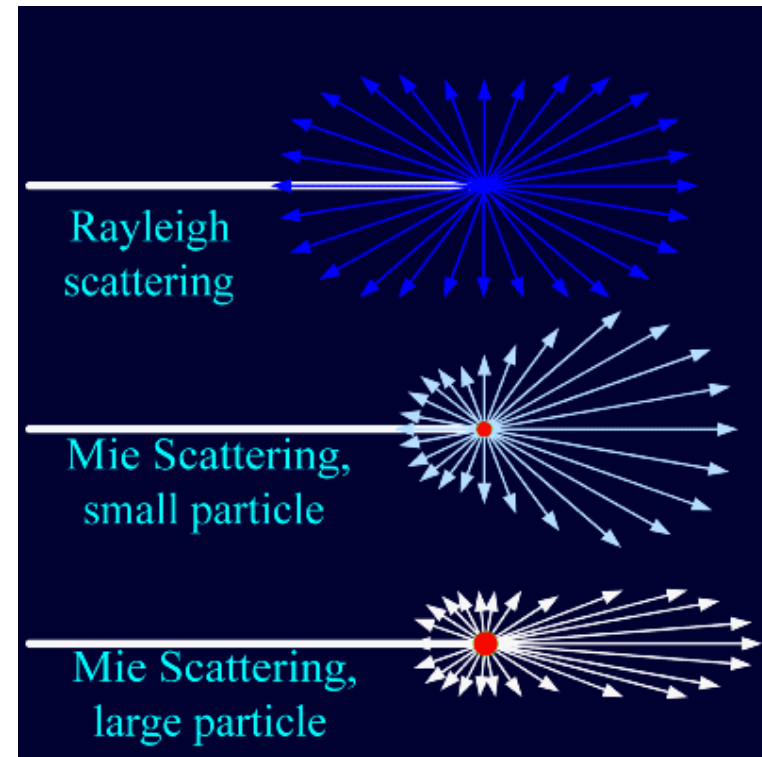 Rayleigh
scattering
Mie Scattering,
small particle
Mie Scattering,
large particle